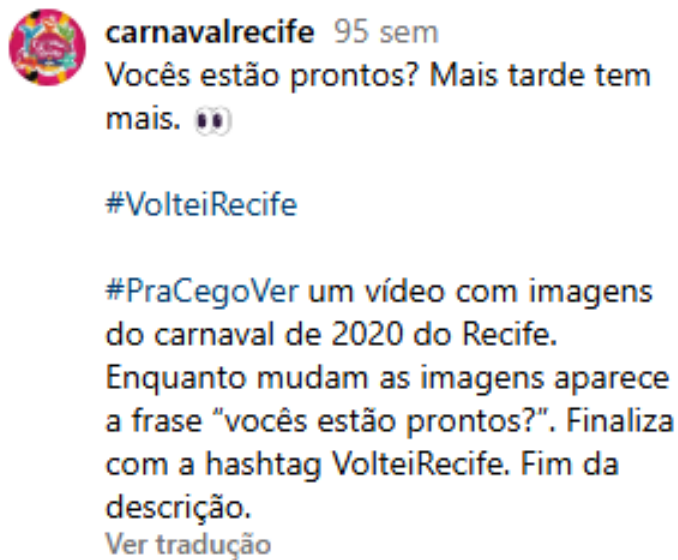 carnavalrecife 95 sem
Vocês estão prontos? Mais tarde tem
mais. 👀
#VolteiRecife
#PraCegoVer um vídeo com imagens
do carnaval de 2020 do Recife.
Enquanto mudam as imagens aparece
a frase “vocês estão prontos?”. Finaliza
com a hashtag VolteiRecife. Fim da
descrição.
Ver tradução